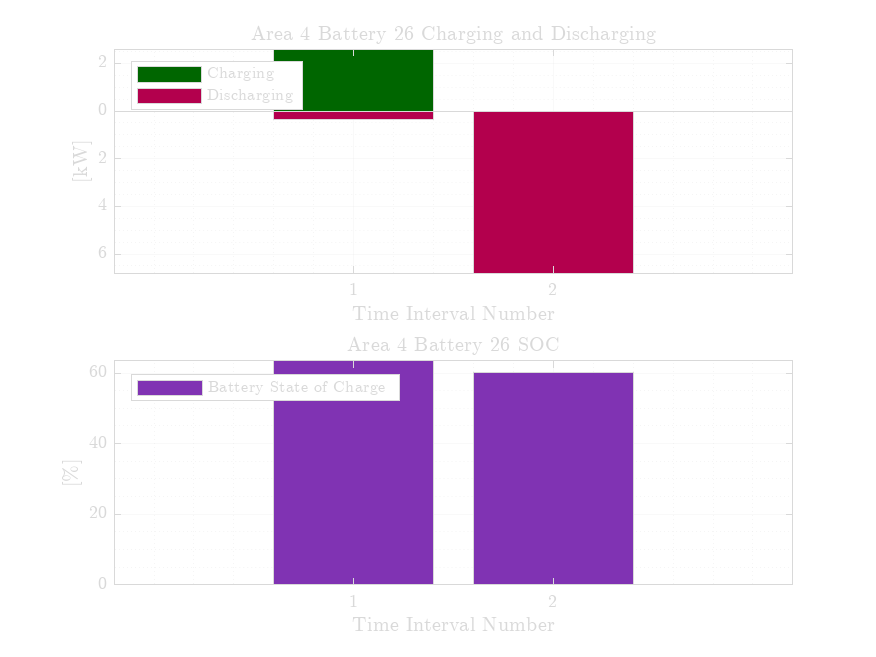 Area 4 Battery 26 Charging and Discharging
2
0
2
4
6
[kW]
Charging
Discharging
1
2
Time Interval Number
Area 4 Battery 26 SOC
60
40
20
0
[%]
Battery State of Charge
1
2
Time Interval Number